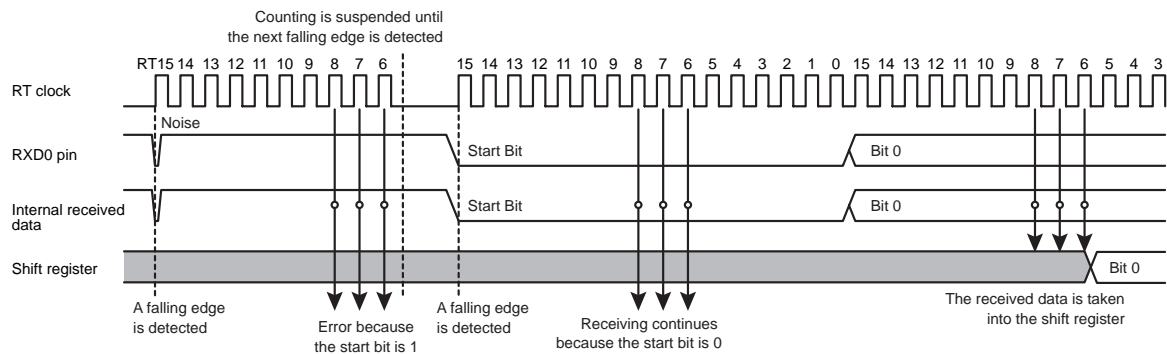 Counting is suspended until
the next falling edge is detected
RT15 14 13 12 11 10 9 8 7 6 15 14 13 12 11 10 9 8 7 6 5 4 3 2 1 0 15 14 13 12 11 10 9 8 7 6 5 4 3
RT clock
Noise
RXD0 pin
Start Bit
Bit 0
Internal received
data
Start Bit
Bit 0
Shift register
Bit 0
A falling edge
is detected
Error because
the start bit is 1
A falling edge
is detected
Receiving continues
because the start bit is 0
The received data is taken
into the shift register